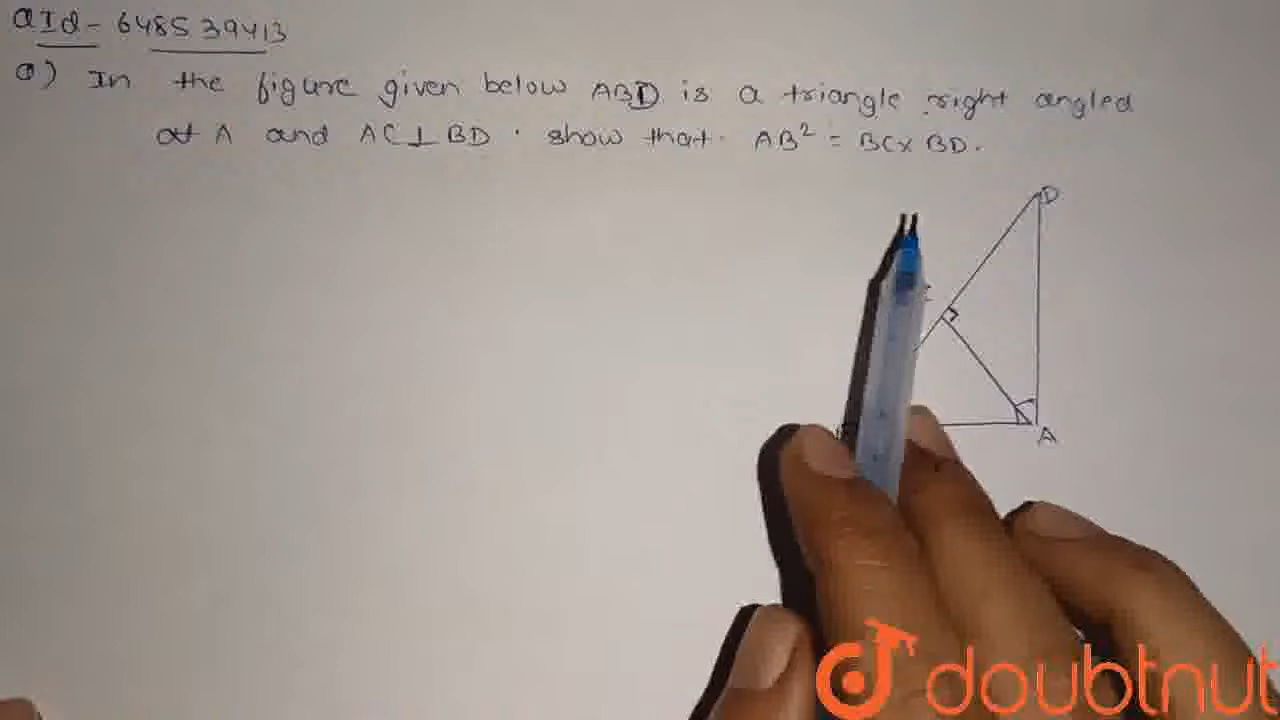 QId - 648539413
Q) In the figure given below ABD is a triangle right angled
at A and AC⊥BD. show that. AB² = BC× BD.
D
A
doubtnut